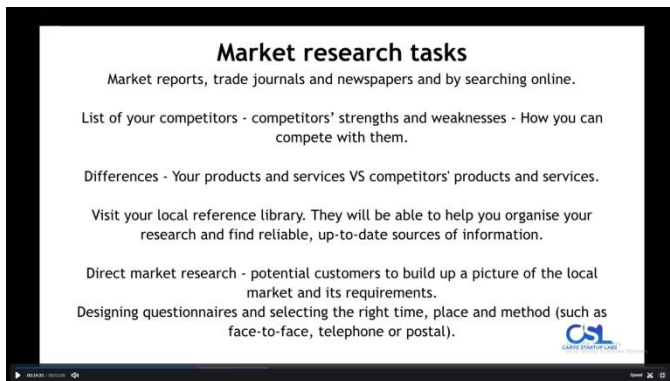 Market research tasks
Market reports, trade journals and newspapers and by searching online.
List of your competitors - competitors’ strengths and weaknesses - How you can
compete with them.
Differences - Your products and services VS competitors' products and services.
Visit your local reference library. They will be able to help you organise your
research and find reliable, up-to-date sources of information.
Direct market research - potential customers to build up a picture of the local
market and its requirements.
Designing questionnaires and selecting the right time, place and method (such as
face-to-face, telephone or postal).
CSL
CARVE STARTUP LABS
Speed